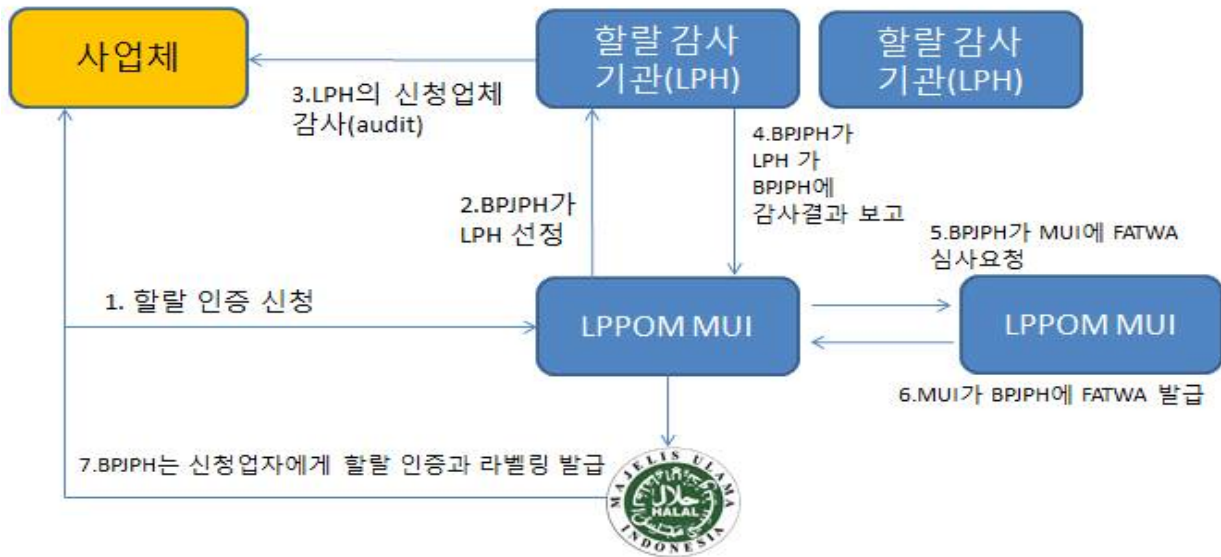 사업체
할랄 감사
기관(LPH)
할랄 감사
기관(LPH)
3.LPH의 신청업체
감사(audit)
4.BPJPH가
LPH 가
BPJPH에
감사결과 보고
2.BPJPH가
LPH 선정
5.BPJPH가 MUI에 FATWA
심사요청
1. 할랄 인증 신청
LPPOM MUI
LPPOM MUI
6.MUI가 BPJPH에 FATWA 발급
7.BPJPH는 신청업자에게 할랄 인증과 라벨링 발급
MAJELIS ULAMA
حلال
HALAL
INDONESIA